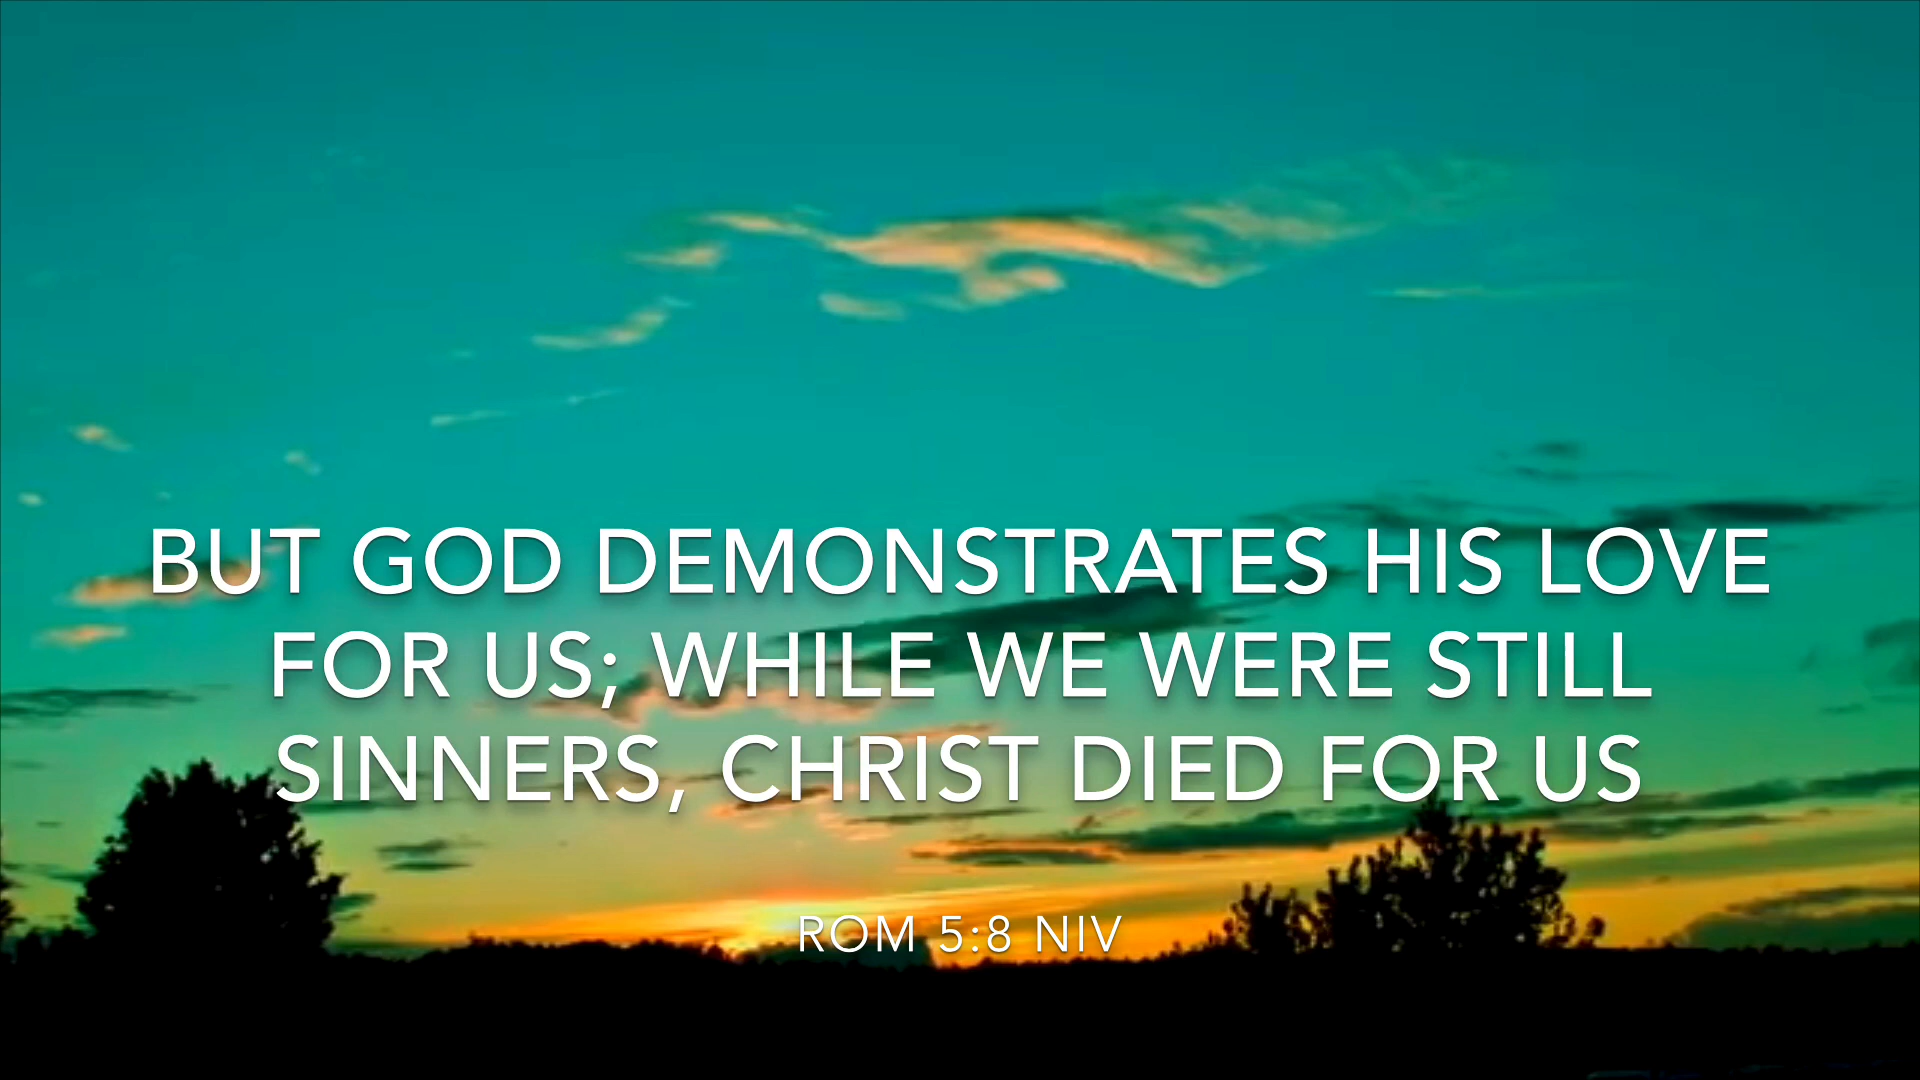 BUT GOD DEMONSTRATES HIS LOVE
FOR US; WHILE WE WERE STILL
SINNERS, CHRIST DIED FOR US
ROM 5:8 NIV